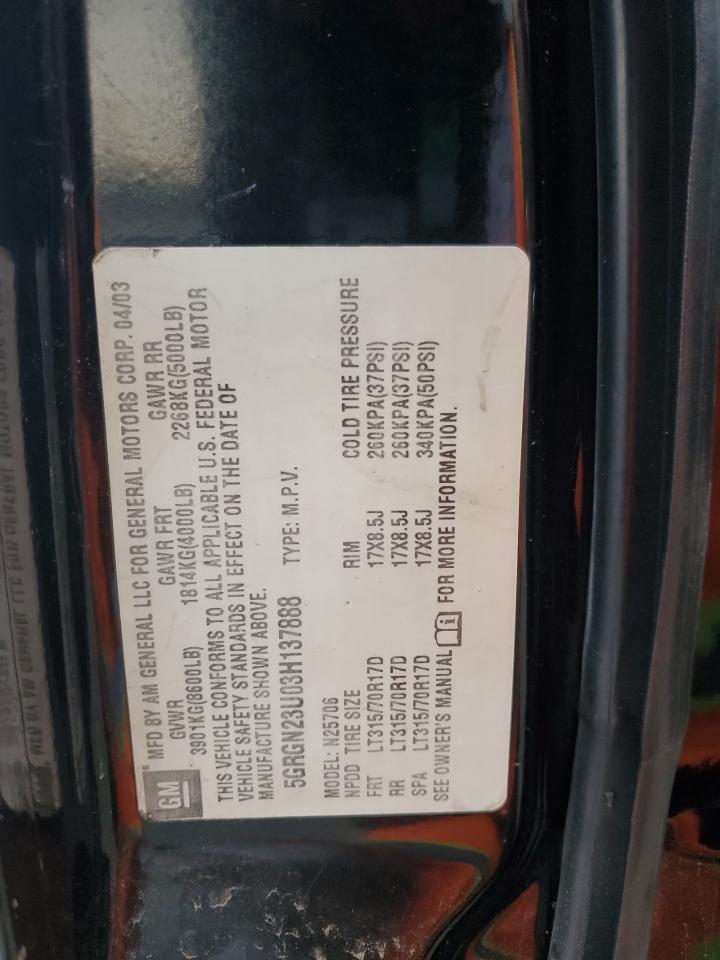 GM
MFD BY AM GENERAL LLC FOR GENERAL MOTORS CORP. 04/03
GVWR GAWR FRT GAWR RR
3901KG(8600LB) 1814KG(4000LB) 2268KG(5000LB)
THIS VEHICLE CONFORMS TO ALL APPLICABLE U.S. FEDERAL MOTOR
VEHICLE SAFETY STANDARDS IN EFFECT ON THE DATE OF
MANUFACTURE SHOWN ABOVE.
5GRGN23U03H137888 TYPE: M.P.V.
MODEL: N25706
NPDD TIRE SIZE RIM COLD TIRE PRESSURE
FRT LT315/70R17D 17X8.5J 260KPA(37PSI)
RR LT315/70R17D 17X8.5J 260KPA(37PSI)
SPA LT315/70R17D 17X8.5J 340KPA(50PSI)
SEE OWNER'S MANUAL FOR MORE INFORMATION.